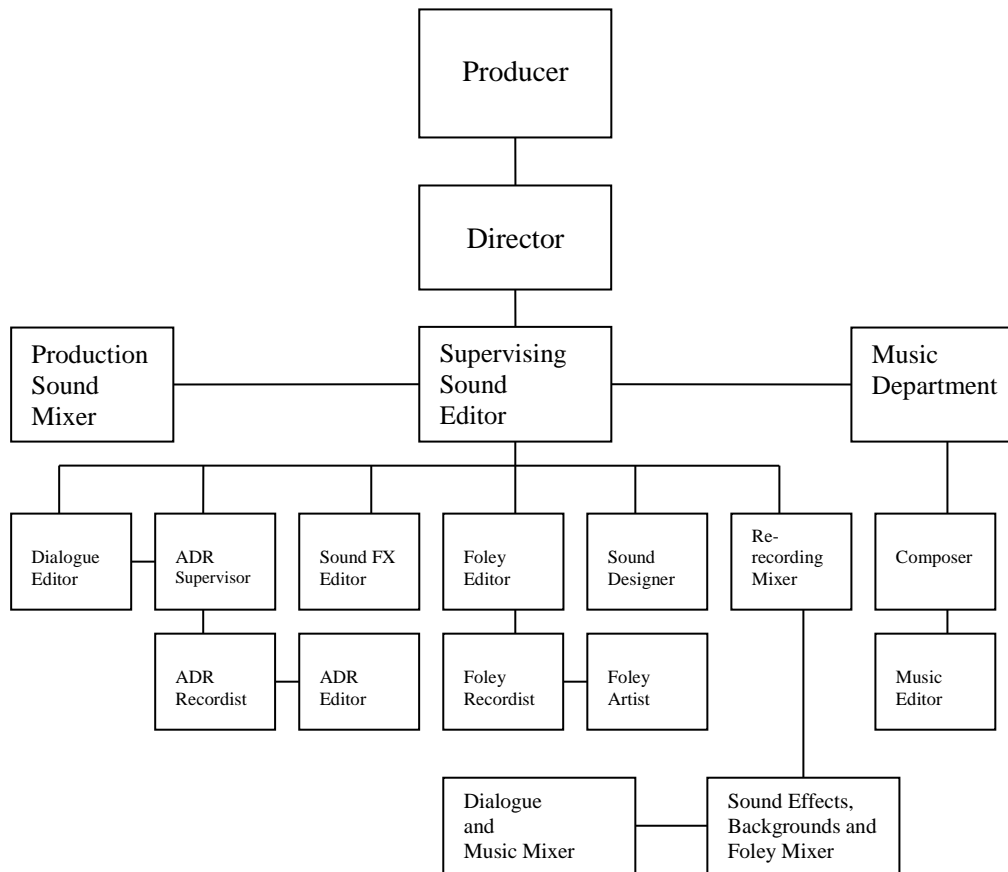 Producer
Director
Production
Sound
Mixer
Supervising
Sound
Editor
Music
Department
Dialogue
Editor
ADR
Supervisor
Sound FX
Editor
Foley
Editor
Sound
Designer
Re-
recording
Mixer
Composer
ADR
Recordist
ADR
Editor
Foley
Recordist
Foley
Artist
Music
Editor
Dialogue
and
Music Mixer
Sound Effects,
Backgrounds and
Foley Mixer